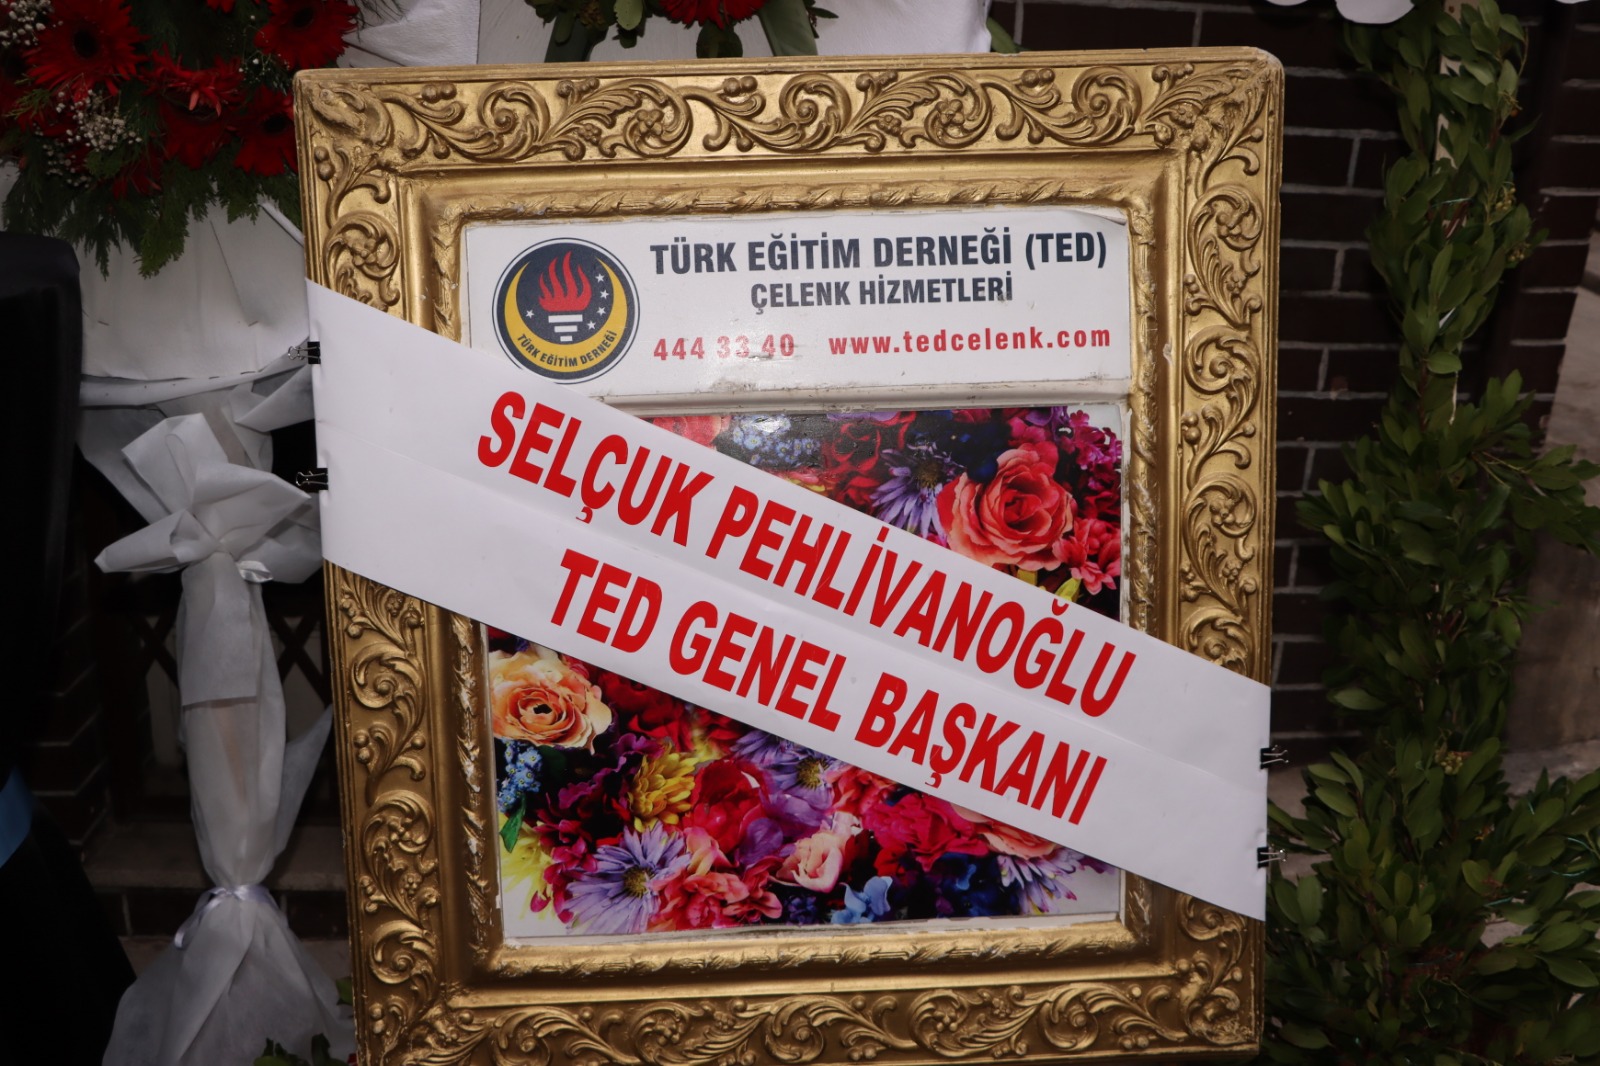 TÜRK EĞİTİM DERNEĞİ (TED)
ÇELENK HİZMETLERİ
444 33 40 www.tedcelenk.com
TÜRK EĞİTİM DERNEĞİ
SELÇUK PEHLİVANOĞLU
TED GENEL BAŞKANI